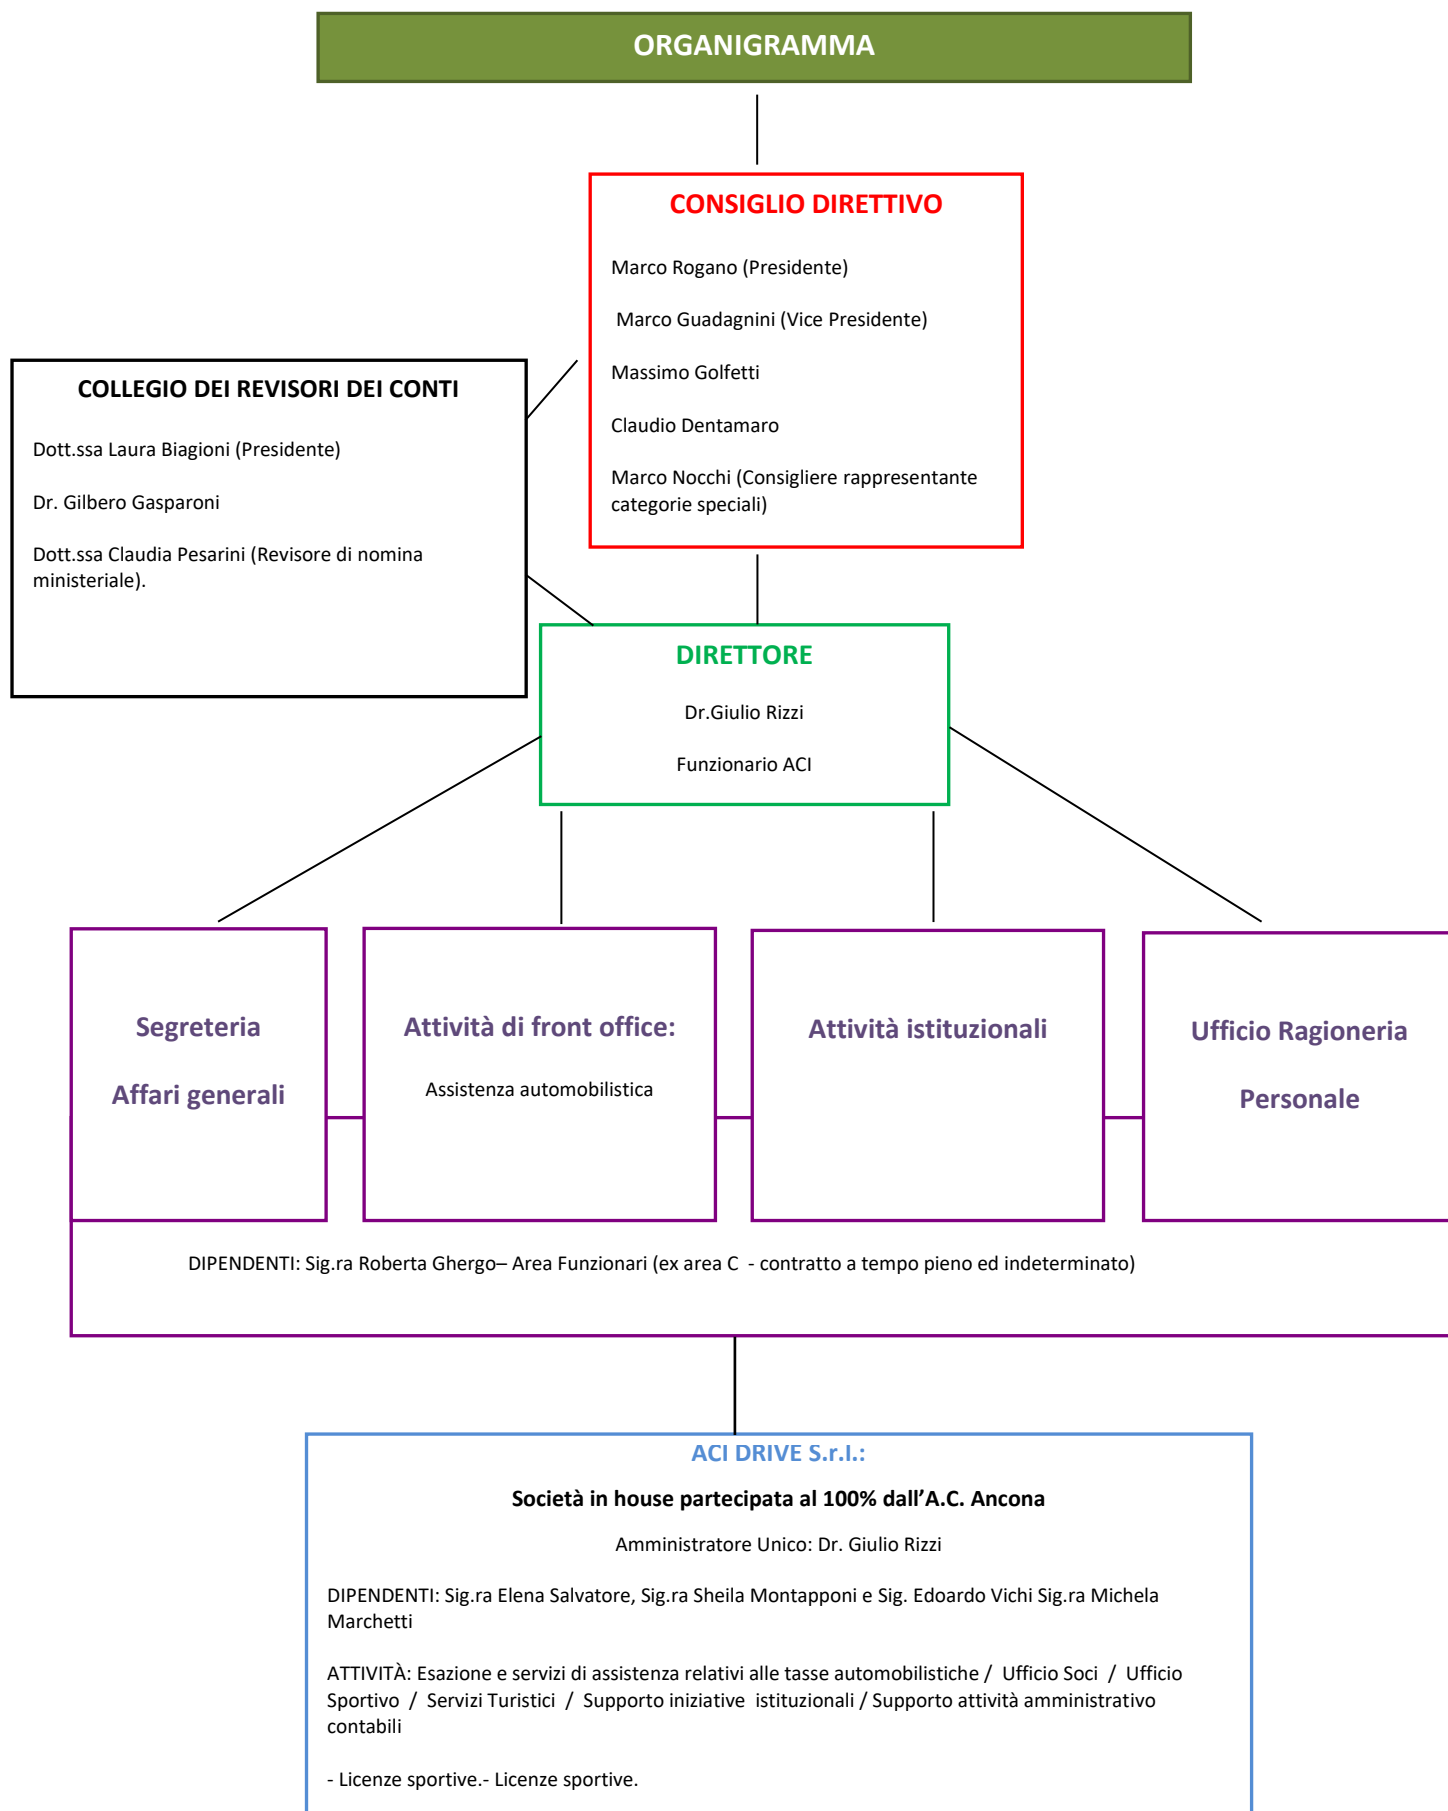 ORGANIGRAMMA
CONSIGLIO DIRETTIVO
Marco Rogano (Presidente)
Marco Guadagnini (Vice Presidente)
Massimo Golfetti
Claudio Dentamaro
Marco Nocchi (Consigliere rappresentante
categorie speciali)
COLLEGIO DEI REVISORI DEI CONTI
Dott.ssa Laura Biagioni (Presidente)
Dr. Gilbero Gasparoni
Dott.ssa Claudia Pesarini (Revisore di nomina
ministeriale).
DIRETTORE
Dr.Giulio Rizzi
Funzionario ACI
Segreteria
Affari generali
Attività di front office:
Assistenza automobilistica
Attività istituzionali
Ufficio Ragioneria
Personale
DIPENDENTI: Sig.ra Roberta Ghergo– Area Funzionari (ex area C - contratto a tempo pieno ed indeterminato)
ACI DRIVE S.r.l.:
Società in house partecipata al 100% dall’A.C. Ancona
Amministratore Unico: Dr. Giulio Rizzi
DIPENDENTI: Sig.ra Elena Salvatore, Sig.ra Sheila Montapponi e Sig. Edoardo Vichi Sig.ra Michela
Marchetti
ATTIVITÀ: Esazione e servizi di assistenza relativi alle tasse automobilistiche / Ufficio Soci / Ufficio
Sportivo / Servizi Turistici / Supporto iniziative istituzionali / Supporto attività amministrativo
contabili
- Licenze sportive.- Licenze sportive.